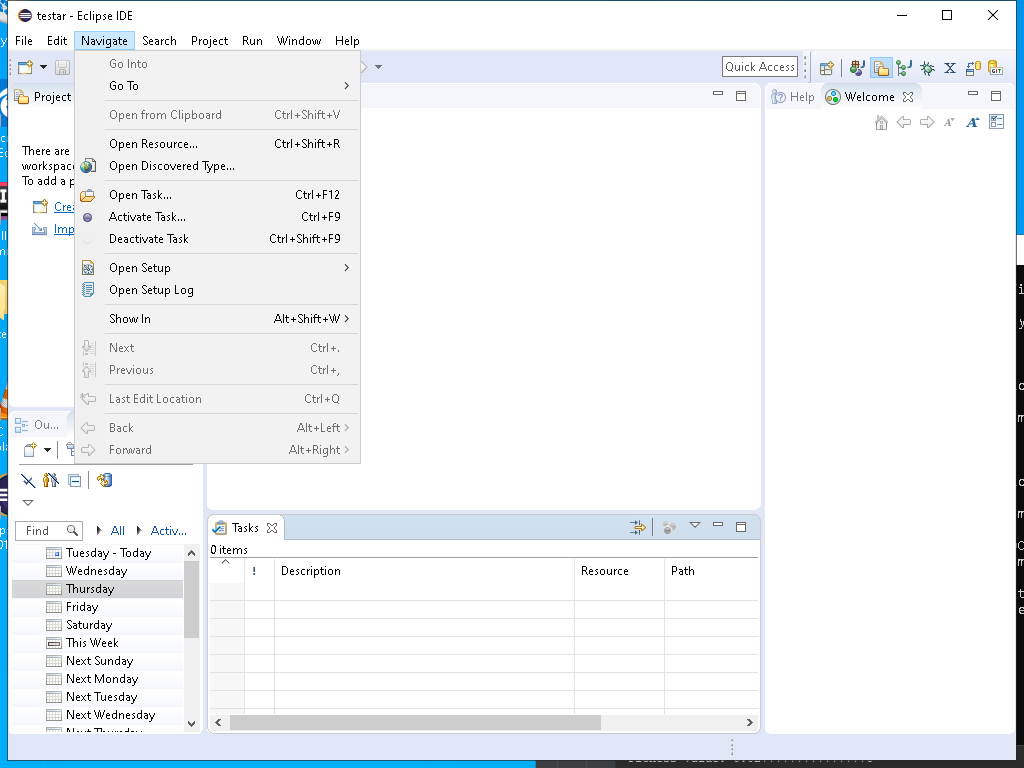 testar - Eclipse IDE
File Edit Navigate Search Project Run Window Help
Quick Access
Project
Go Into
Go To
Open from Clipboard Ctrl+Shift+V
Open Resource... Ctrl+Shift+R
Open Discovered Type...
Open Task... Ctrl+F12
Activate Task... Ctrl+F9
Deactivate Task Ctrl+Shift+F9
Open Setup
Open Setup Log
Show In Alt+Shift+W
Next Ctrl+.
Previous Ctrl+,
Last Edit Location Ctrl+Q
Back Alt+Left
Forward Alt+Right
Help Welcome
There are
workspac
To add a p
Crea
Imp
Ou...
Find All Activ...
Tuesday - Today
Wednesday
Thursday
Friday
Saturday
This Week
Next Sunday
Next Monday
Next Tuesday
Next Wednesday
Next Thursday
Tasks
0 items
! Description Resource Path